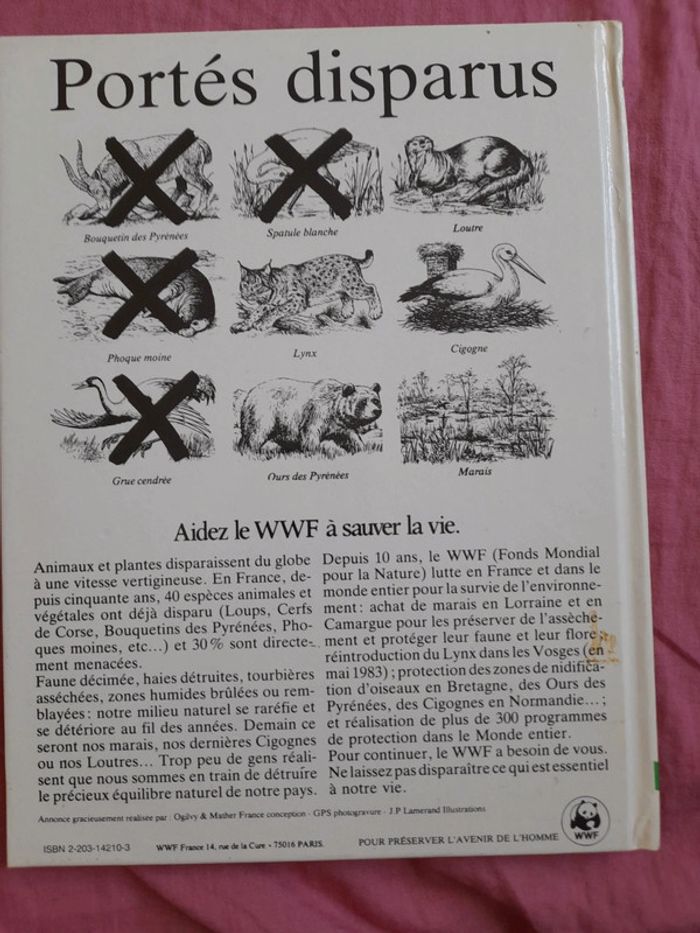 Portés disparus
Bouquetin des Pyrénées
Spatule blanche
Loutre
Phoque moine
Lynx
Cigogne
Grue cendrée
Ours des Pyrénées
Marais
Aidez le WWF à sauver la vie.
Animaux et plantes disparaissent du globe
à une vitesse vertigineuse. En France, de-
puis cinquante ans, 40 espèces animales et
végétales ont déjà disparu (Loups, Cerfs
de Corse, Bouquetins des Pyrénées, Pho-
ques moines, etc...) et 30% sont directe-
ment menacées.
Faune décimée, haies détruites, tourbières
asséchées, zones humides brûlées ou rem-
blayées : notre milieu naturel se raréfie et
se détériore au fil des années. Demain ce
seront nos marais, nos dernières Cigognes
ou nos Loutres... Trop peu de gens réali-
sent que nous sommes en train de détruire
le précieux équilibre naturel de notre pays.
Depuis 10 ans, le WWF (Fonds Mondial
pour la Nature) lutte en France et dans le
monde entier pour la survie de l'environne-
ment : achat de marais en Lorraine et en
Camargue pour les préserver de l'assèche-
ment et protéger leur faune et leur flore ;
réintroduction du Lynx dans les Vosges (en
mai 1983) ; protection des zones de nidifica-
tion d'oiseaux en Bretagne, des Ours des
Pyrénées, des Cigognes en Normandie... ;
et réalisation de plus de 300 programmes
de protection dans le Monde entier.
Pour continuer, le WWF a besoin de vous.
Ne laissez pas disparaître ce qui est essentiel
à notre vie.
Annonce gracieusement réalisée par : Ogilvy & Mather France conception - GPS photogravure - J.P Lamerand Illustrations
ISBN 2-203-14210-3
WWF France 14, rue de la Cure - 75016 PARIS.
POUR PRÉSERVER L'AVENIR DE L'HOMME
WWF